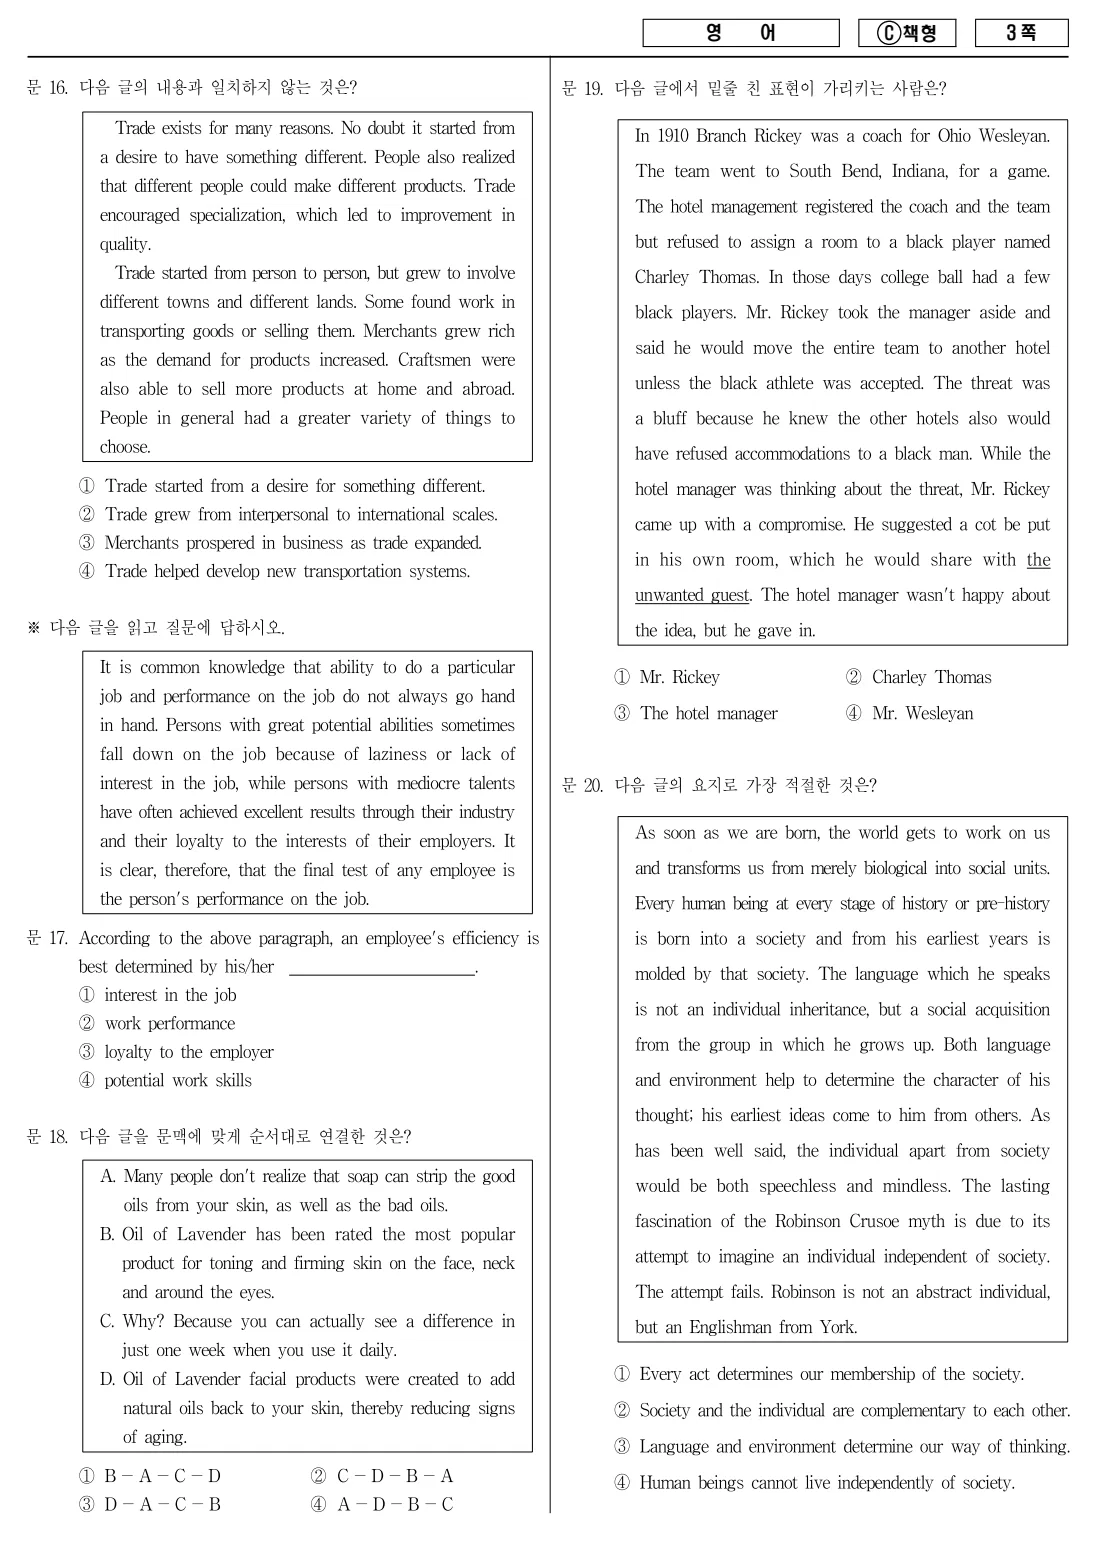 영 어
Ⓒ책형
3쪽
문 16. 다음 글의 내용과 일치하지 않는 것은?
Trade exists for many reasons. No doubt it started from
a desire to have something different. People also realized
that different people could make different products. Trade
encouraged specialization, which led to improvement in
quality.
Trade started from person to person, but grew to involve
different towns and different lands. Some found work in
transporting goods or selling them. Merchants grew rich
as the demand for products increased. Craftsmen were
also able to sell more products at home and abroad.
People in general had a greater variety of things to
choose.
① Trade started from a desire for something different.
② Trade grew from interpersonal to international scales.
③ Merchants prospered in business as trade expanded.
④ Trade helped develop new transportation systems.
※ 다음 글을 읽고 질문에 답하시오.
It is common knowledge that ability to do a particular
job and performance on the job do not always go hand
in hand. Persons with great potential abilities sometimes
fall down on the job because of laziness or lack of
interest in the job, while persons with mediocre talents
have often achieved excellent results through their industry
and their loyalty to the interests of their employers. It
is clear, therefore, that the final test of any employee is
the person's performance on the job.
문 17. According to the above paragraph, an employee's efficiency is
best determined by his/her ____________________.
① interest in the job
② work performance
③ loyalty to the employer
④ potential work skills
문 18. 다음 글을 문맥에 맞게 순서대로 연결한 것은?
A. Many people don't realize that soap can strip the good
oils from your skin, as well as the bad oils.
B. Oil of Lavender has been rated the most popular
product for toning and firming skin on the face, neck
and around the eyes.
C. Why? Because you can actually see a difference in
just one week when you use it daily.
D. Oil of Lavender facial products were created to add
natural oils back to your skin, thereby reducing signs
of aging.
① B－A－C－D ② C－D－B－A
③ D－A－C－B ④ A－D－B－C
문 19. 다음 글에서 밑줄 친 표현이 가리키는 사람은?
In 1910 Branch Rickey was a coach for Ohio Wesleyan.
The team went to South Bend, Indiana, for a game.
The hotel management registered the coach and the team
but refused to assign a room to a black player named
Charley Thomas. In those days college ball had a few
black players. Mr. Rickey took the manager aside and
said he would move the entire team to another hotel
unless the black athlete was accepted. The threat was
a bluff because he knew the other hotels also would
have refused accommodations to a black man. While the
hotel manager was thinking about the threat, Mr. Rickey
came up with a compromise. He suggested a cot be put
in his own room, which he would share with the
unwanted guest. The hotel manager wasn't happy about
the idea, but he gave in.
① Mr. Rickey ② Charley Thomas
③ The hotel manager ④ Mr. Wesleyan
문 20. 다음 글의 요지로 가장 적절한 것은?
As soon as we are born, the world gets to work on us
and transforms us from merely biological into social units.
Every human being at every stage of history or pre-history
is born into a society and from his earliest years is
molded by that society. The language which he speaks
is not an individual inheritance, but a social acquisition
from the group in which he grows up. Both language
and environment help to determine the character of his
thought; his earliest ideas come to him from others. As
has been well said, the individual apart from society
would be both speechless and mindless. The lasting
fascination of the Robinson Crusoe myth is due to its
attempt to imagine an individual independent of society.
The attempt fails. Robinson is not an abstract individual,
but an Englishman from York.
① Every act determines our membership of the society.
② Society and the individual are complementary to each other.
③ Language and environment determine our way of thinking.
④ Human beings cannot live independently of society.